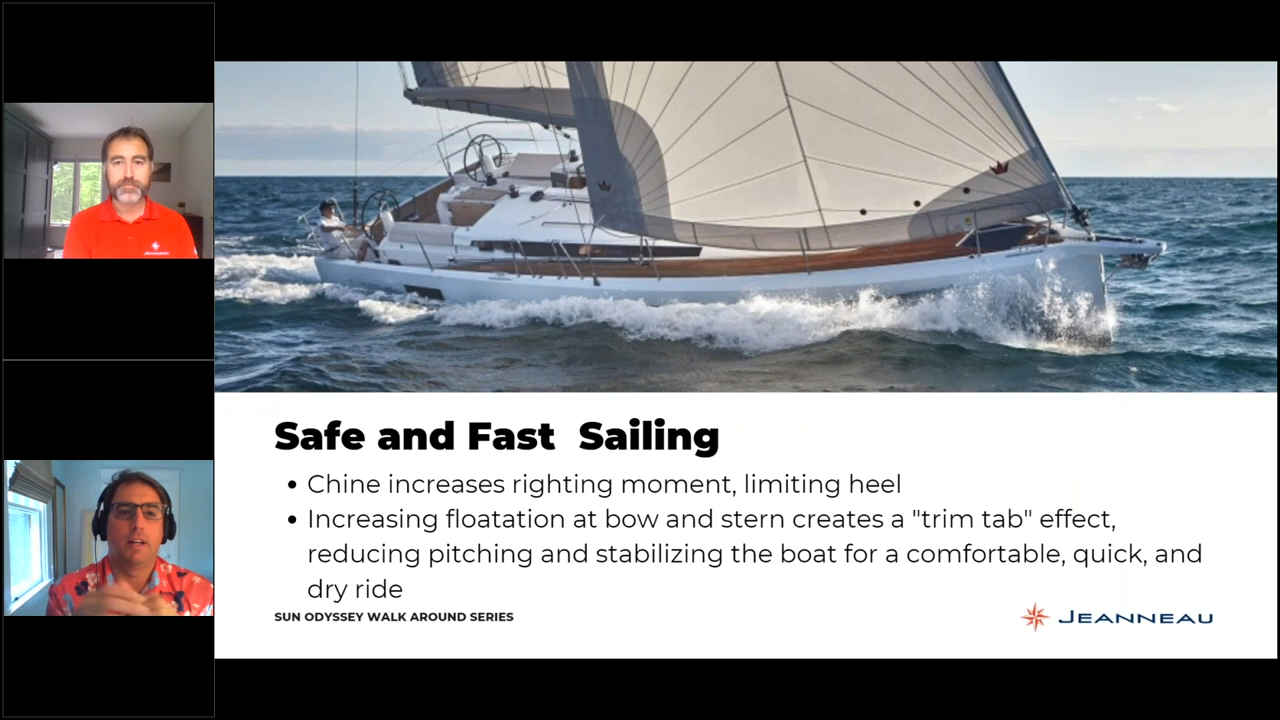 Safe and Fast  Sailing
• Chine increases righting moment, limiting heel
• Increasing floatation at bow and stern creates a "trim tab" effect,
reducing pitching and stabilizing the boat for a comfortable, quick, and
dry ride
SUN ODYSSEY WALK AROUND SERIES
JEANNEAU
JEANNEAU